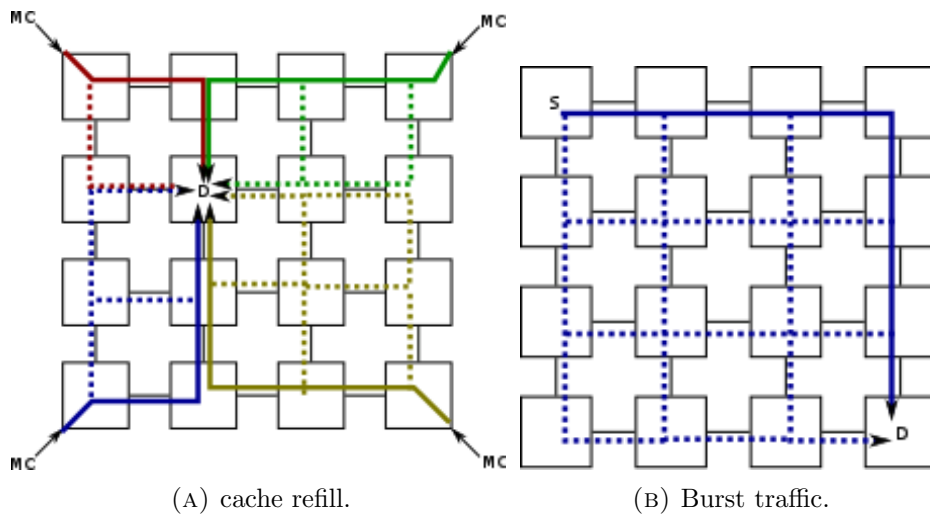 MC
MC
S
D
D
MC
MC
(A) cache refill.
(B) Burst traffic.